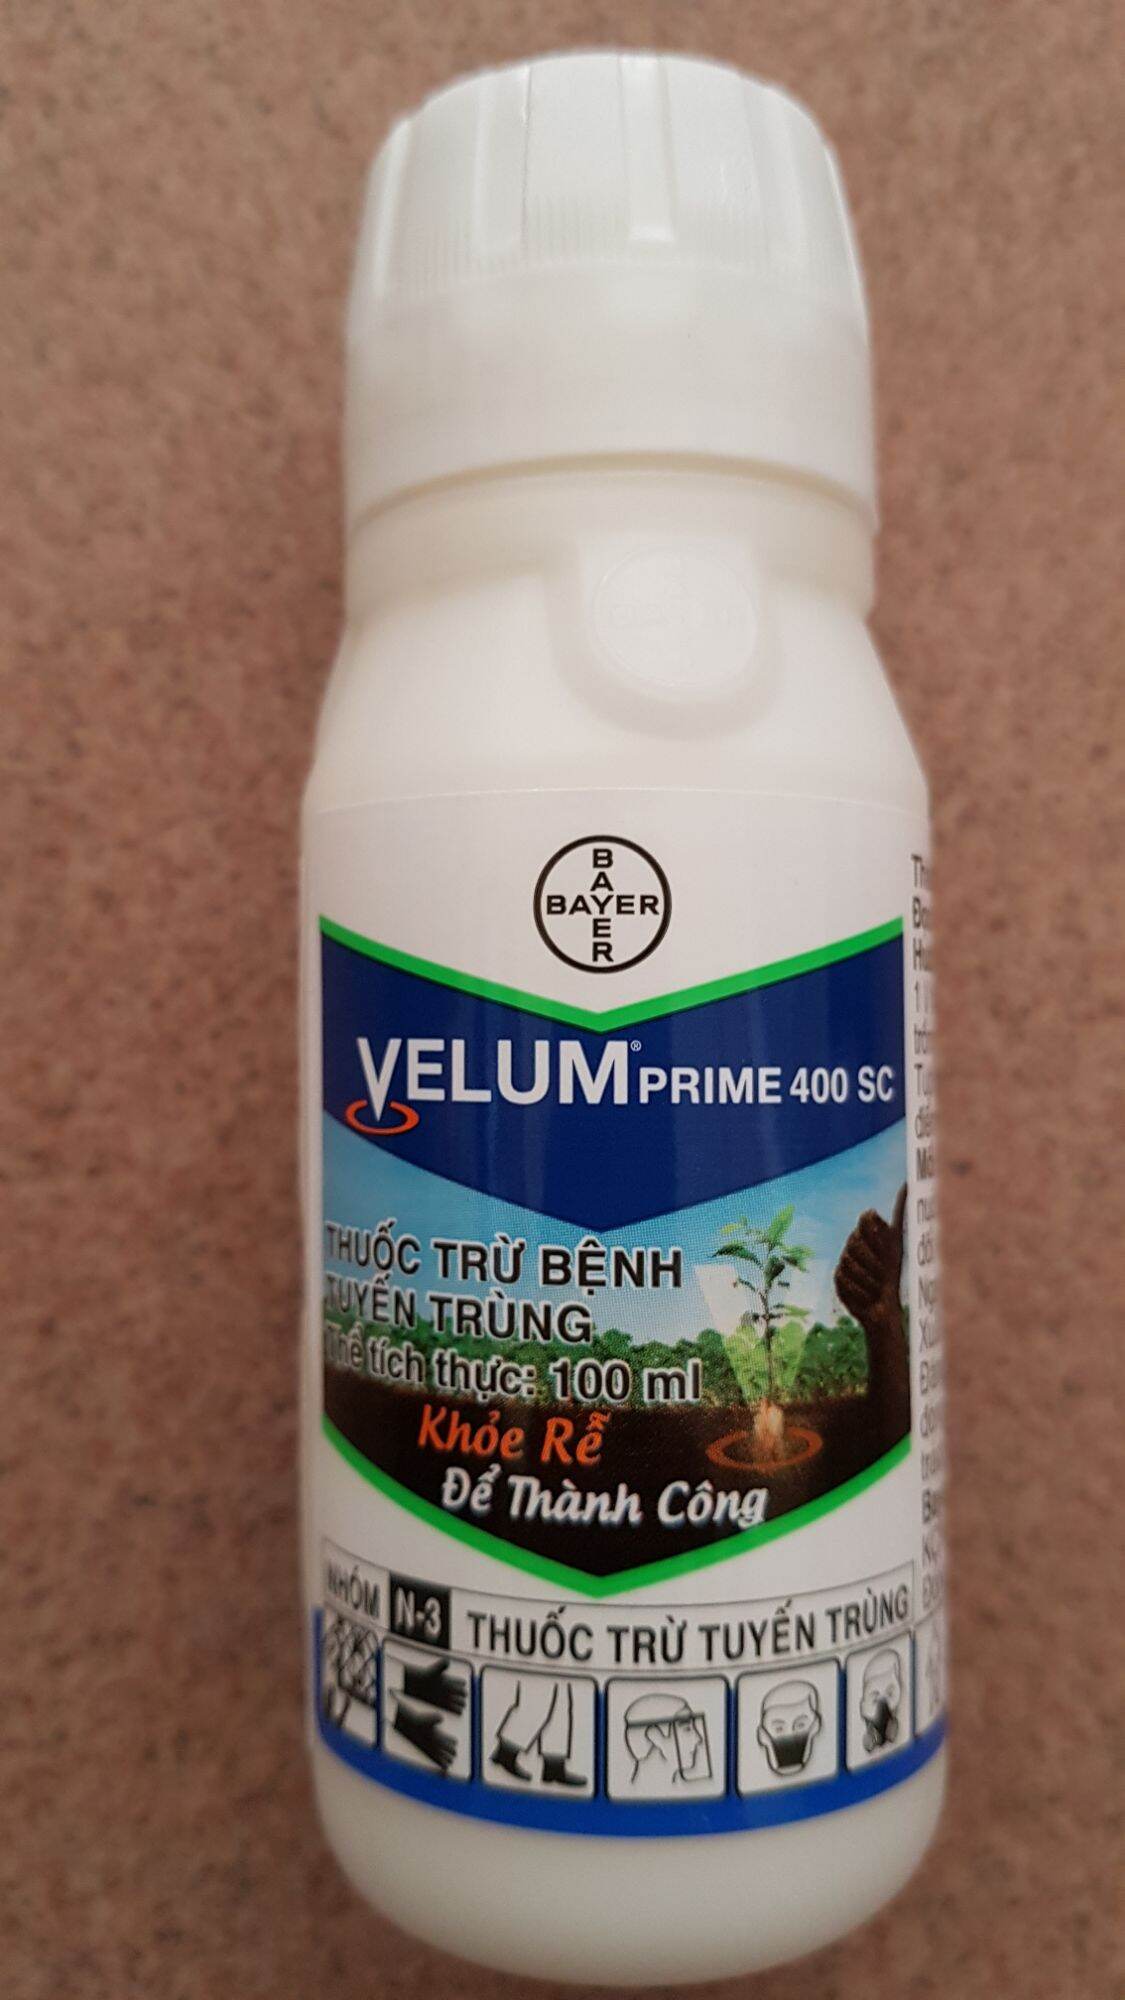 BAYER
BAYER
VELUM® PRIME 400 SC
THUỐC TRỪ BỆNH
TUYẾN TRÙNG
Thể tích thực: 100 ml
Khỏe Rễ
Để Thành Công
NHÓM N-3 THUỐC TRỪ TUYẾN TRÙNG